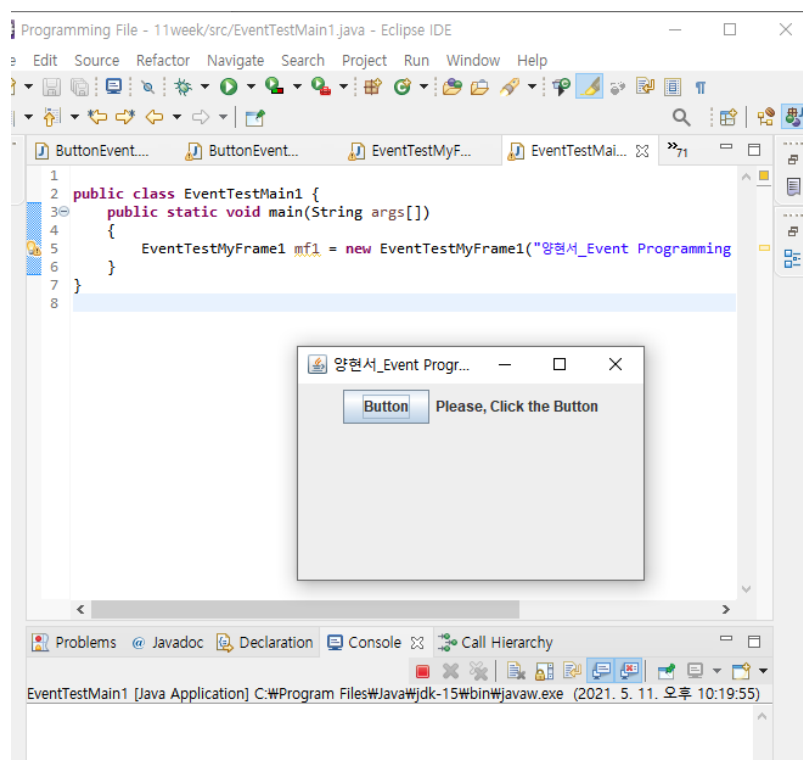 Programming File - 11week/src/EventTestMain1.java - Eclipse IDE
e Edit Source Refactor Navigate Search Project Run Window Help
ButtonEvent.... ButtonEvent... EventTestMyF... EventTestMai... »71
1
2 public class EventTestMain1 {
3 public static void main(String args[])
4 {
5 EventTestMyFrame1 mf1 = new EventTestMyFrame1("양현서_Event Programming
6 }
7 }
8
양현서_Event Progr...
Button Please, Click the Button
Problems @ Javadoc Declaration Console Call Hierarchy
EventTestMain1 [Java Application] C:₩Program Files₩Java₩jdk-15₩bin₩javaw.exe (2021. 5. 11. 오후 10:19:55)